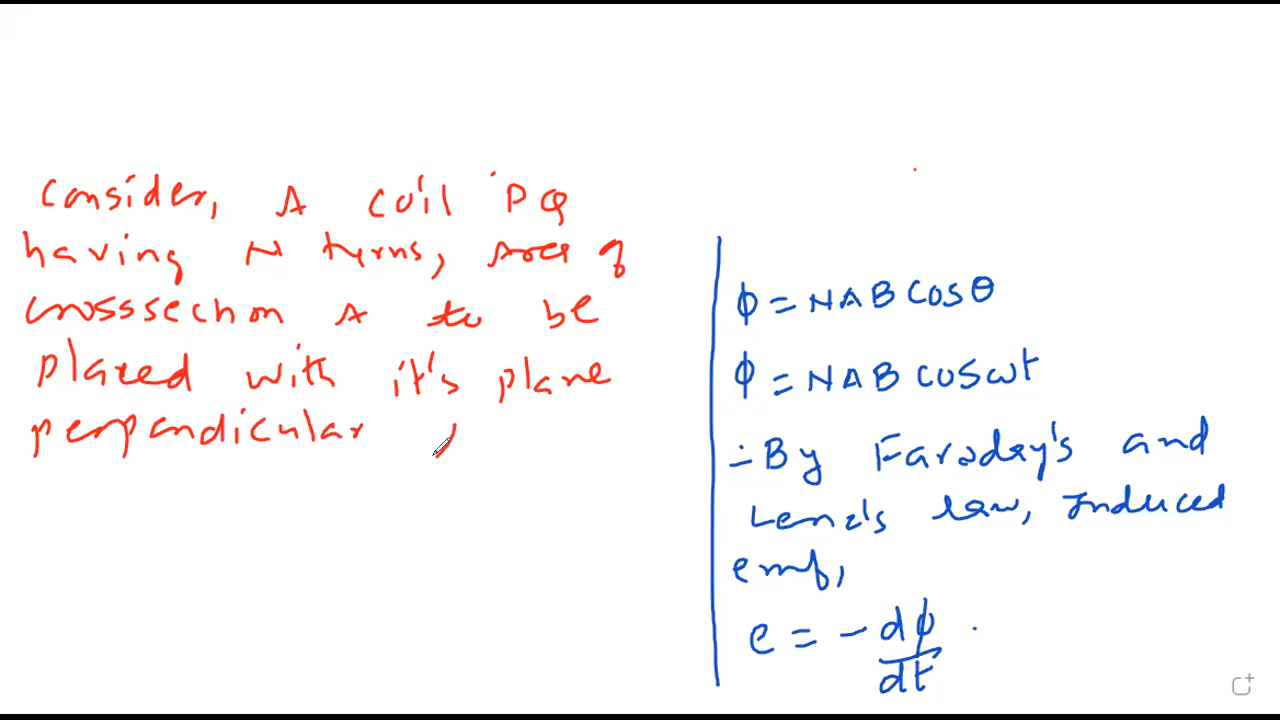 Consider, A coil PQ
having N turns, Area of
crosssection A to be
placed with it's plane
perpendicular
ϕ = NAB cosθ
ϕ = NAB cosωt
∴ By Faraday's and
Lenz's law, Induced
emf,
e = - dϕ/dt